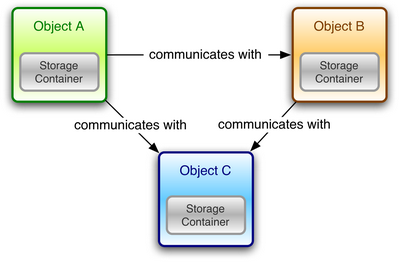 Object A
Storage
Container
communicates with
Object B
Storage
Container
communicates with
communicates with
Object C
Storage
Container